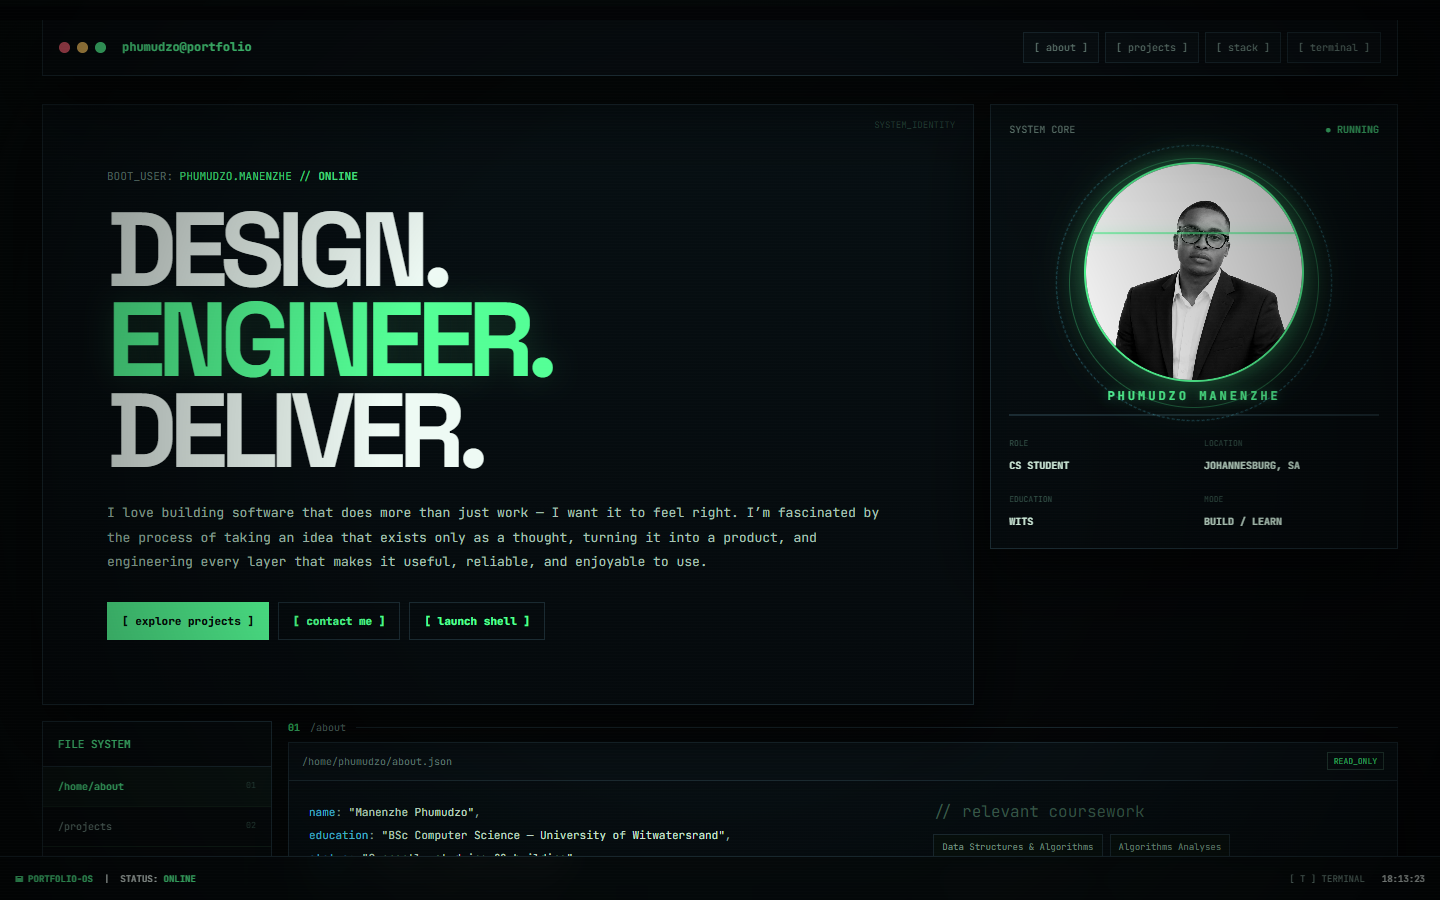 phumudzo@portfolio
[ about ] [ projects ] [ stack ] [ terminal ]
SYSTEM_IDENTITY
BOOT_USER: PHUMUDZO.MANENZHE // ONLINE
DESIGN.
ENGINEER.
DELIVER.
I love building software that does more than just work — I want it to feel right. I’m fascinated by
the process of taking an idea that exists only as a thought, turning it into a product, and
engineering every layer that makes it useful, reliable, and enjoyable to use.
[ explore projects ] [ contact me ] [ launch shell ]
SYSTEM CORE ● RUNNING
PHUMUDZO MANENZHE
ROLE LOCATION
CS STUDENT JOHANNESBURG, SA
EDUCATION MODE
WITS BUILD / LEARN
FILE SYSTEM
/home/about 01
/projects 02
01 /about
/home/phumudzo/about.json READ_ONLY
name: "Manenzhe Phumudzo",
education: "BSc Computer Science — University of Witwatersrand",
// relevant coursework
Data Structures & Algorithms Algorithms Analyses
PORTFOLIO-OS | STATUS: ONLINE
[ T ] TERMINAL 18:13:23